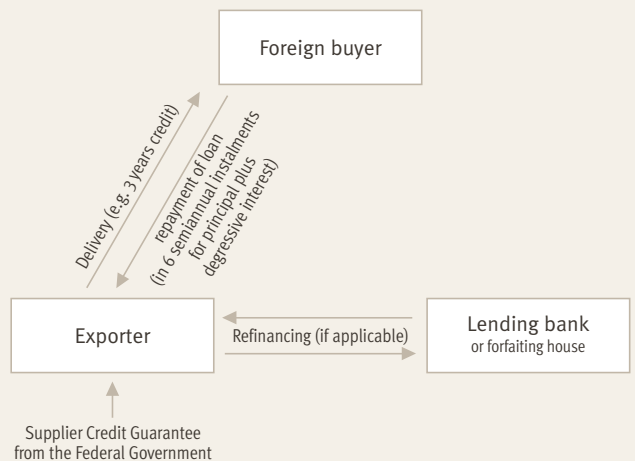 Foreign buyer
Delivery (e.g. 3 years credit)
repayment of loan
(in 6 semiannual instalments
for principal plus
degressive interest)
Exporter
Refinancing (if applicable)
Lending bank
or forfaiting house
Supplier Credit Guarantee
from the Federal Government